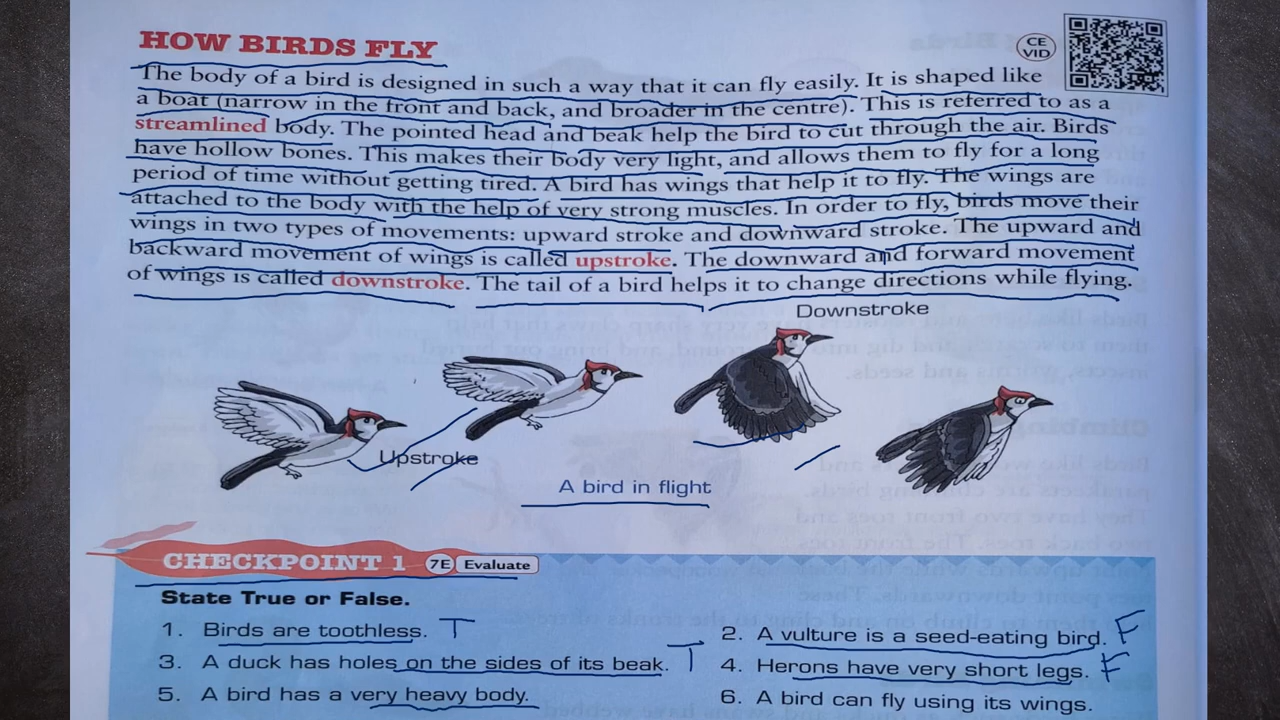 HOW BIRDS FLY
CE
VID
The body of a bird is designed in such a way that it can fly easily. It is shaped like
a boat (narrow in the front and back, and broader in the centre). This is referred to as a
streamlined body. The pointed head and beak help the bird to cut through the air. Birds
have hollow bones. This makes their body very light, and allows them to fly for a long
period of time without getting tired. A bird has wings that help it to fly. The wings are
attached to the body with the help of very strong muscles. In order to fly, birds move their
wings in two types of movements: upward stroke and downward stroke. The upward and
backward movement of wings is called upstroke. The downward and forward movement
of wings is called downstroke. The tail of a bird helps it to change directions while flying.
Downstroke
Upstroke
A bird in flight
CHECKPOINT 1 7E Evaluate
State True or False.
1. Birds are toothless. T
2. A vulture is a seed-eating bird. F
3. A duck has holes on the sides of its beak. T
4. Herons have very short legs. F
5. A bird has a very heavy body.
6. A bird can fly using its wings.